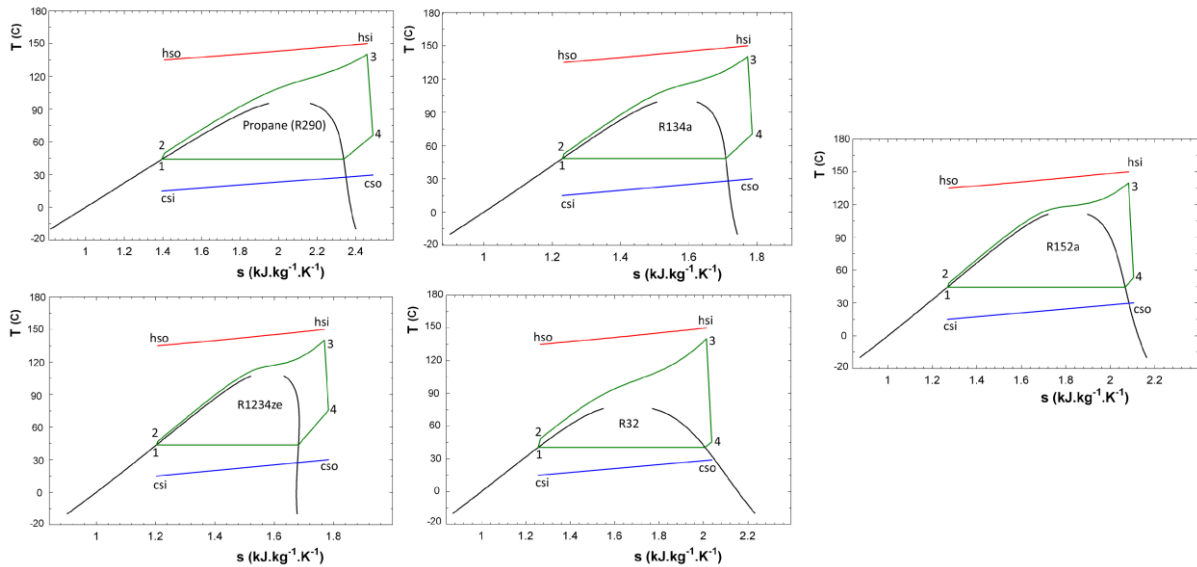 T (C)
180
150
120
90
60
30
0
-20
hso
hsi
3
Propane (R290)
2
1
4
csi
cso
1
1.2
1.4
1.6
1.8
2
2.2
2.4
s (kJ.kg⁻¹.K⁻¹)
T (C)
180
150
120
90
60
30
0
-20
hso
hsi
3
R134a
2
1
4
csi
cso
1
1.2
1.4
1.6
1.8
s (kJ.kg⁻¹.K⁻¹)
T (C)
180
150
120
90
60
30
0
-20
hso
hsi
3
R152a
2
1
4
csi
cso
1
1.2
1.4
1.6
1.8
2
2.2
s (kJ.kg⁻¹.K⁻¹)
T (C)
180
150
120
90
60
30
0
-20
hso
hsi
3
R1234ze
2
1
4
csi
cso
1
1.2
1.4
1.6
1.8
s (kJ.kg⁻¹.K⁻¹)
T (C)
180
150
120
90
60
30
0
-20
hso
hsi
3
R32
2
1
4
csi
cso
1
1.2
1.4
1.6
1.8
2
2.2
s (kJ.kg⁻¹.K⁻¹)